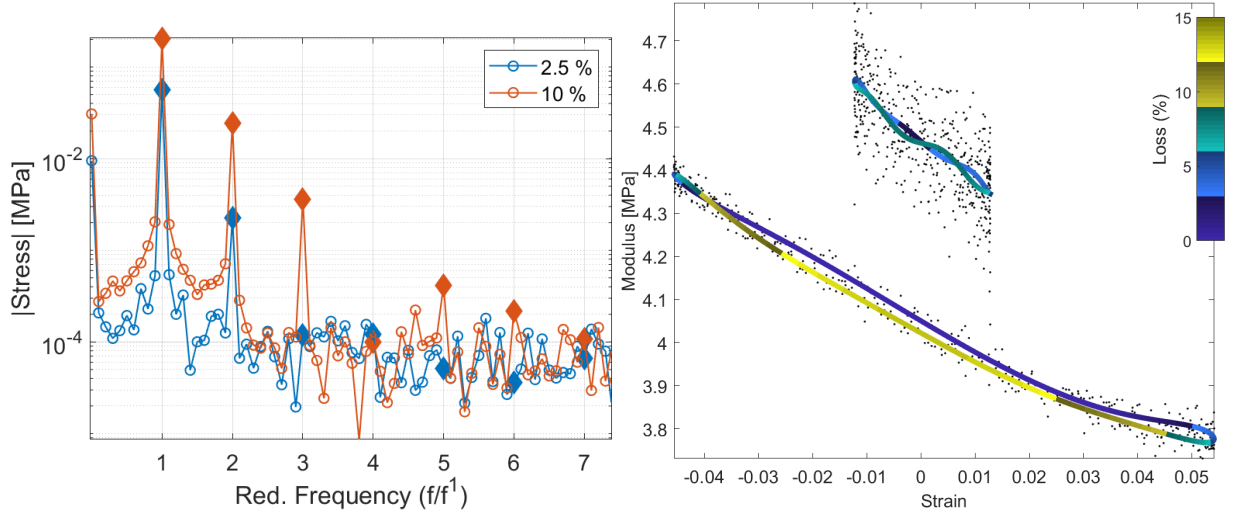 2.5 %
10 %
10⁻²
10⁻⁴
|Stress| [MPa]
1 2 3 4 5 6 7
Red. Frequency (f/f¹)
4.7
4.6
4.5
4.4
4.3
4.2
4.1
4
3.9
3.8
Modulus [MPa]
-0.04 -0.03 -0.02 -0.01 0 0.01 0.02 0.03 0.04 0.05
Strain
15
10
5
0
Loss (%)